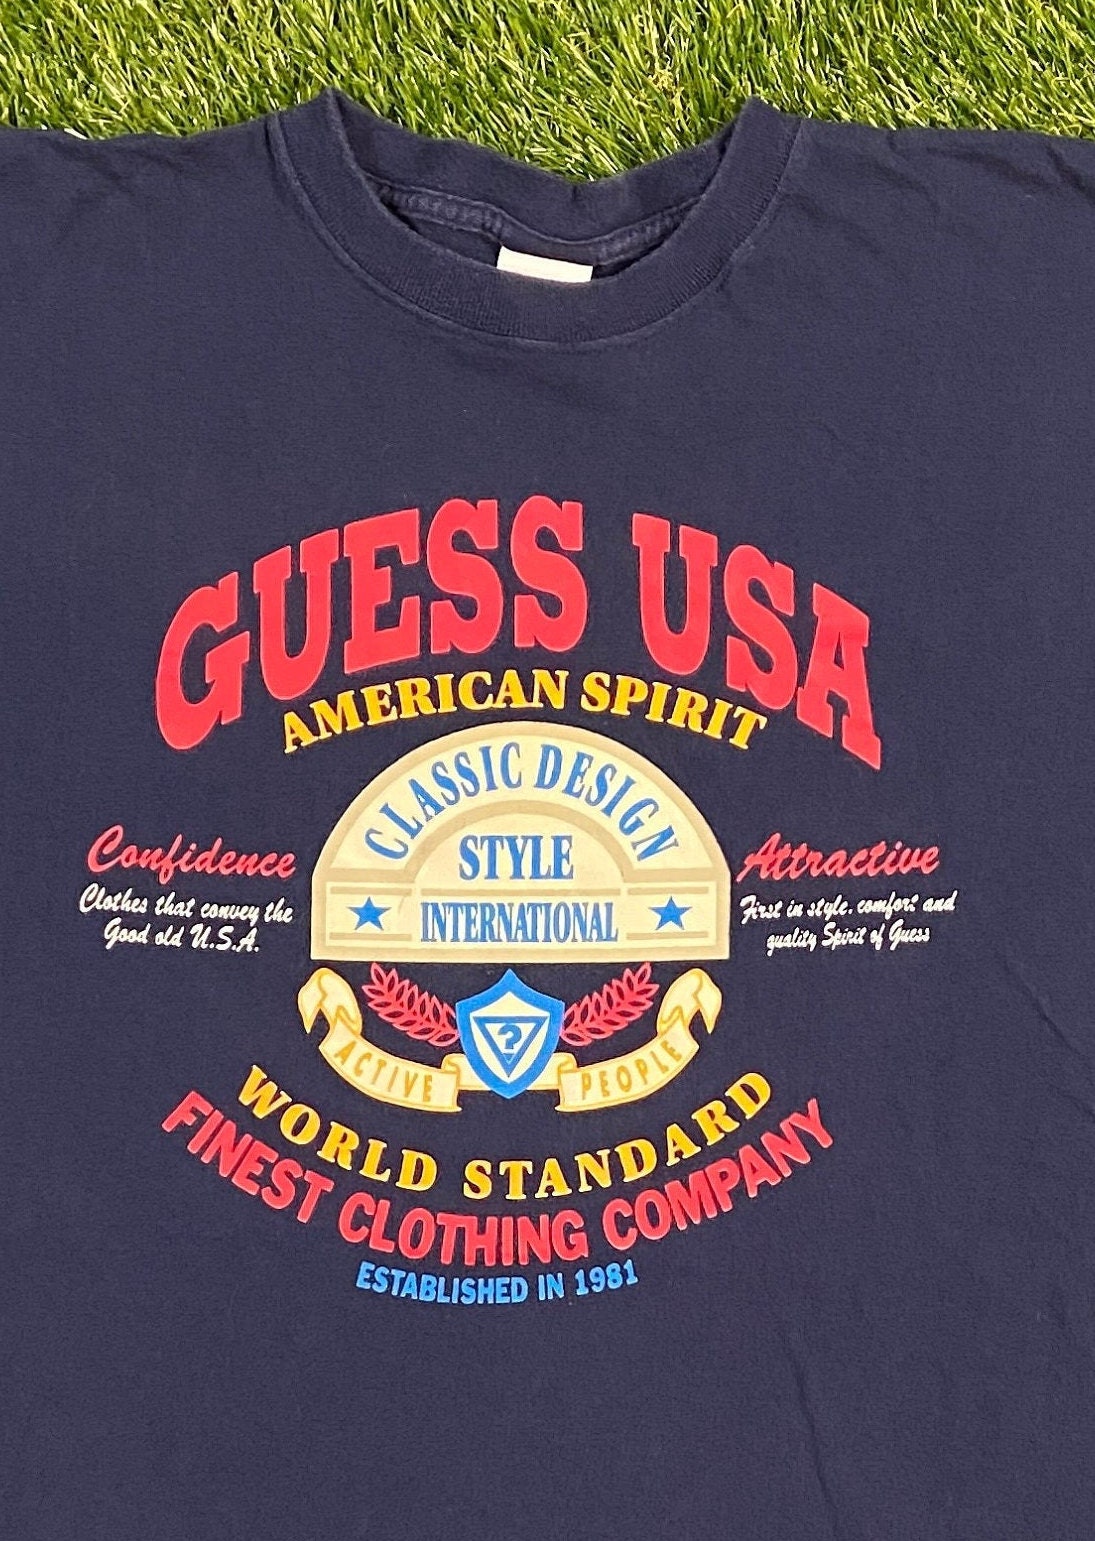 GUESS USA
AMERICAN SPIRIT
CLASSIC DESIGN
STYLE
INTERNATIONAL
Confidence
Clothes that convey the
Good old U.S.A.
Attractive
First in style. comfort and
quality Spirit of Guess
?
ACTIVE PEOPLE
WORLD STANDARD
FINEST CLOTHING COMPANY
ESTABLISHED IN 1981